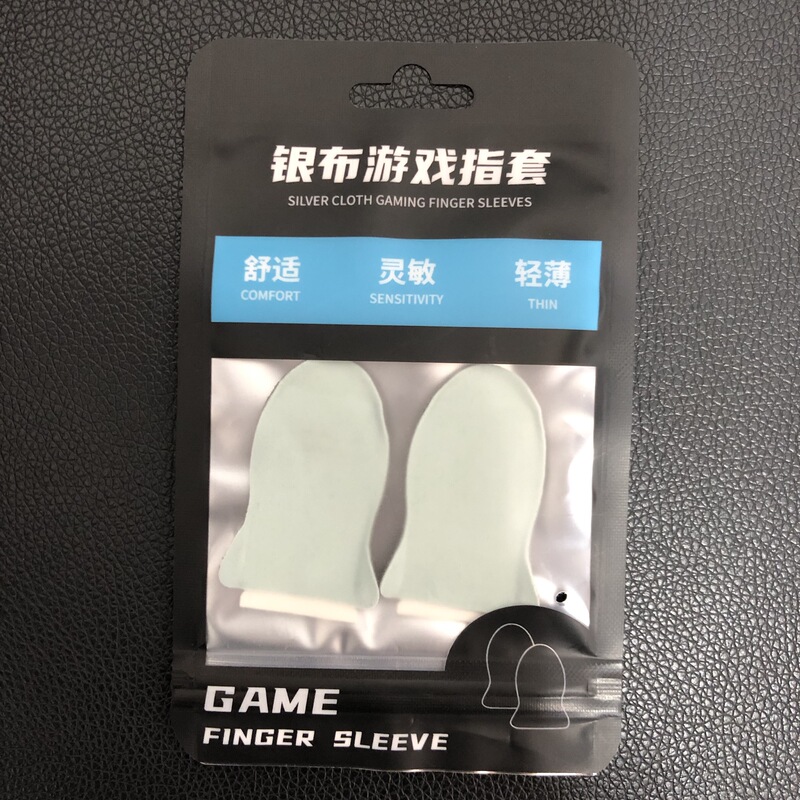 银布游戏指套
SILVER CLOTH GAMING FINGER SLEEVES
舒适 灵敏 轻薄
COMFORT SENSITIVITY THIN
GAME
FINGER SLEEVE